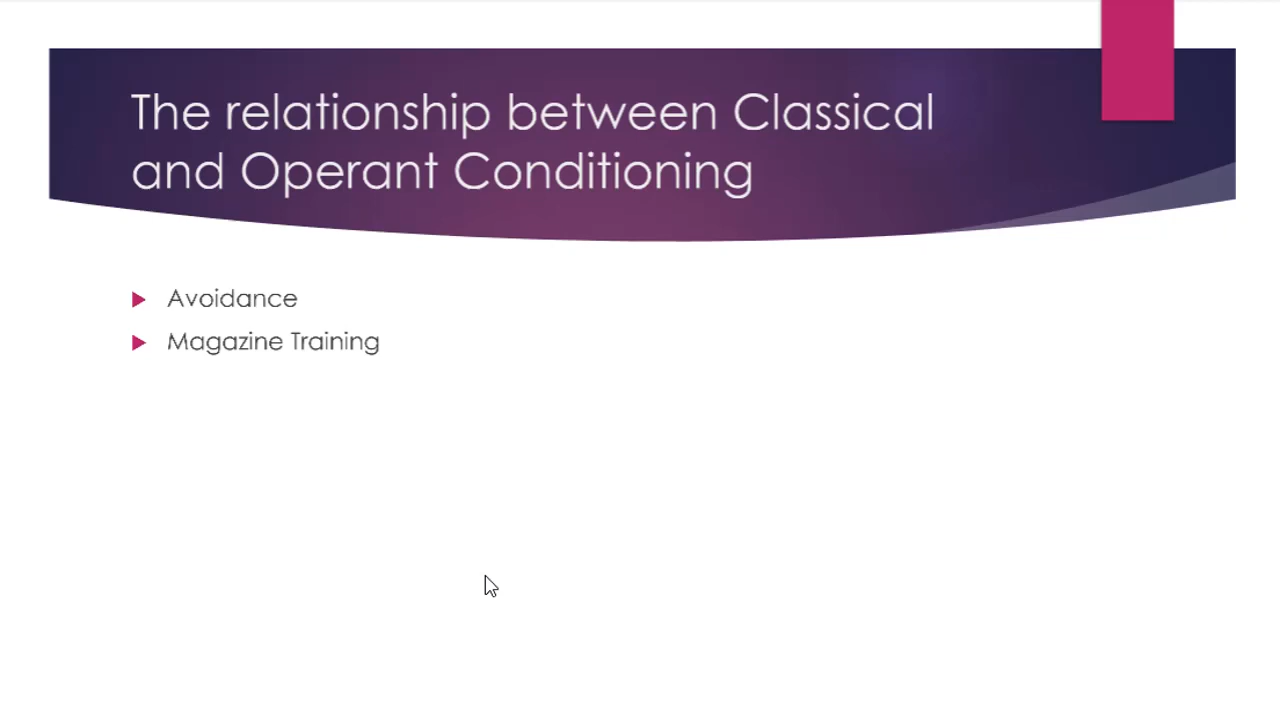 The relationship between Classical
and Operant Conditioning
Avoidance
Magazine Training